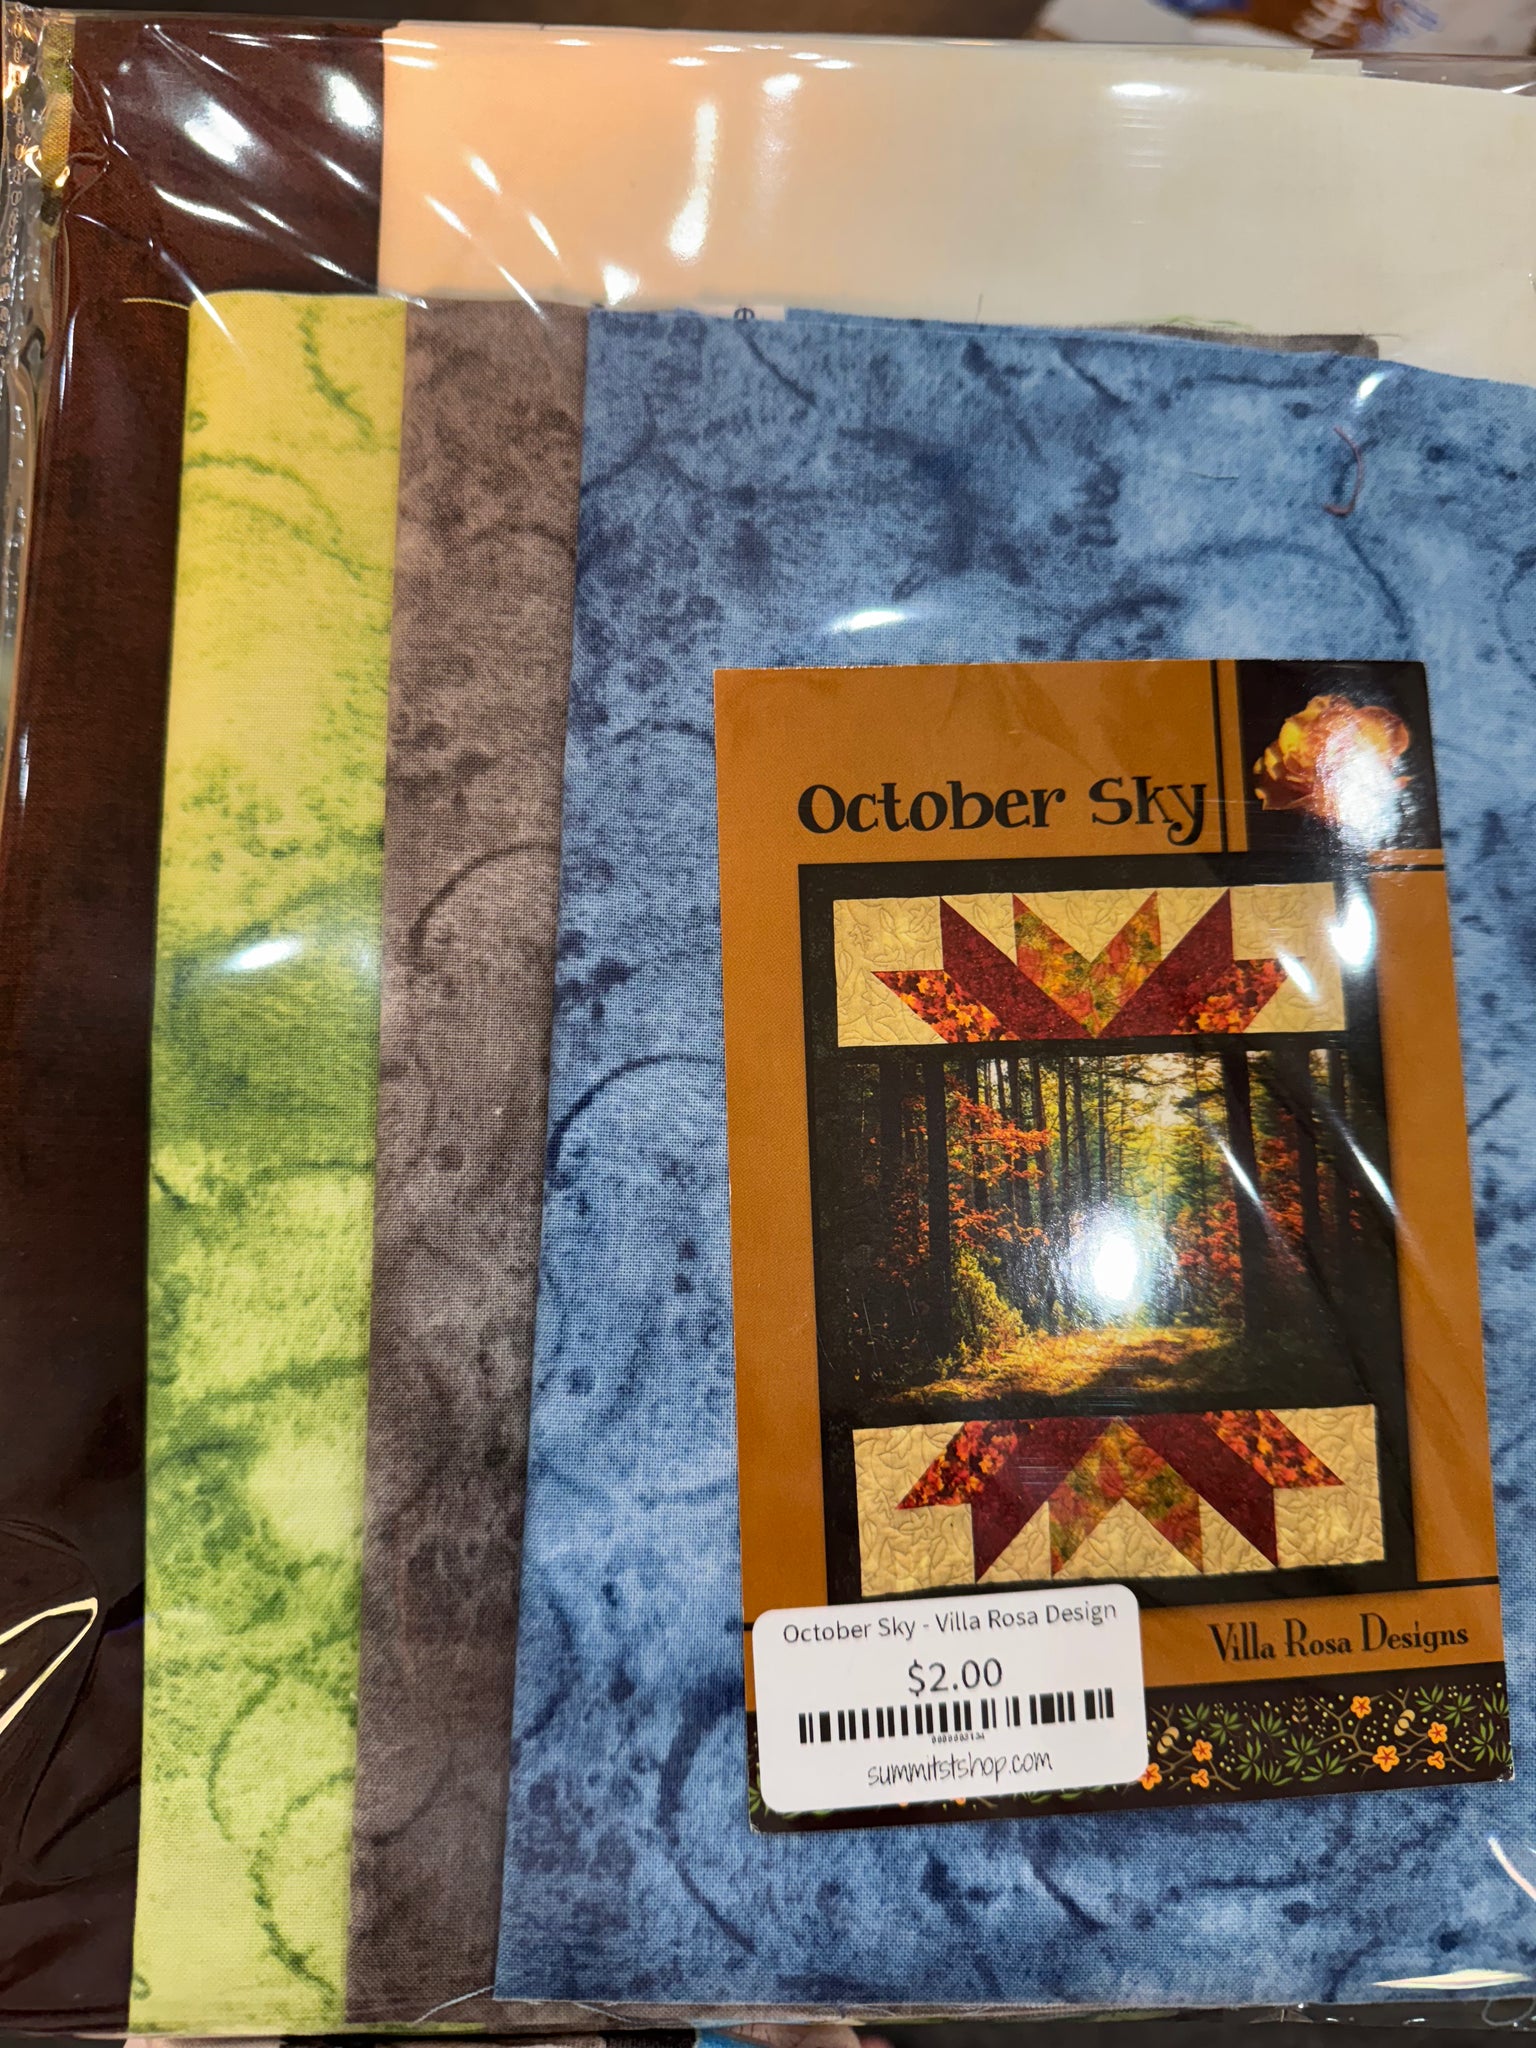 October Sky
Villa Rosa Designs
October Sky - Villa Rosa Design
$2.00
summitstshop.com